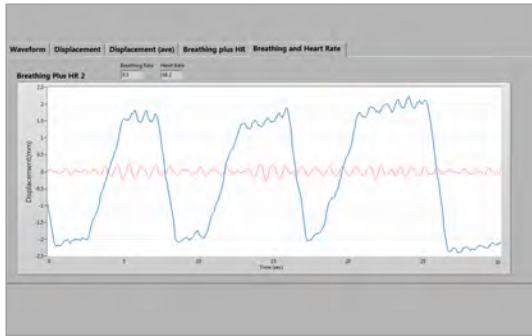 Waveform Displacement Displacement (ave) Breathing plus HR Breathing and Heart Rate
Breathing Rate Heart Rate
Breathing Plus HR 2
2.5
2
1.5
1
0.5
0
-0.5
-1
-1.5
-2
-2.5
Displacement(mm)
0 5 10 15 20 25 30
Time (sec)